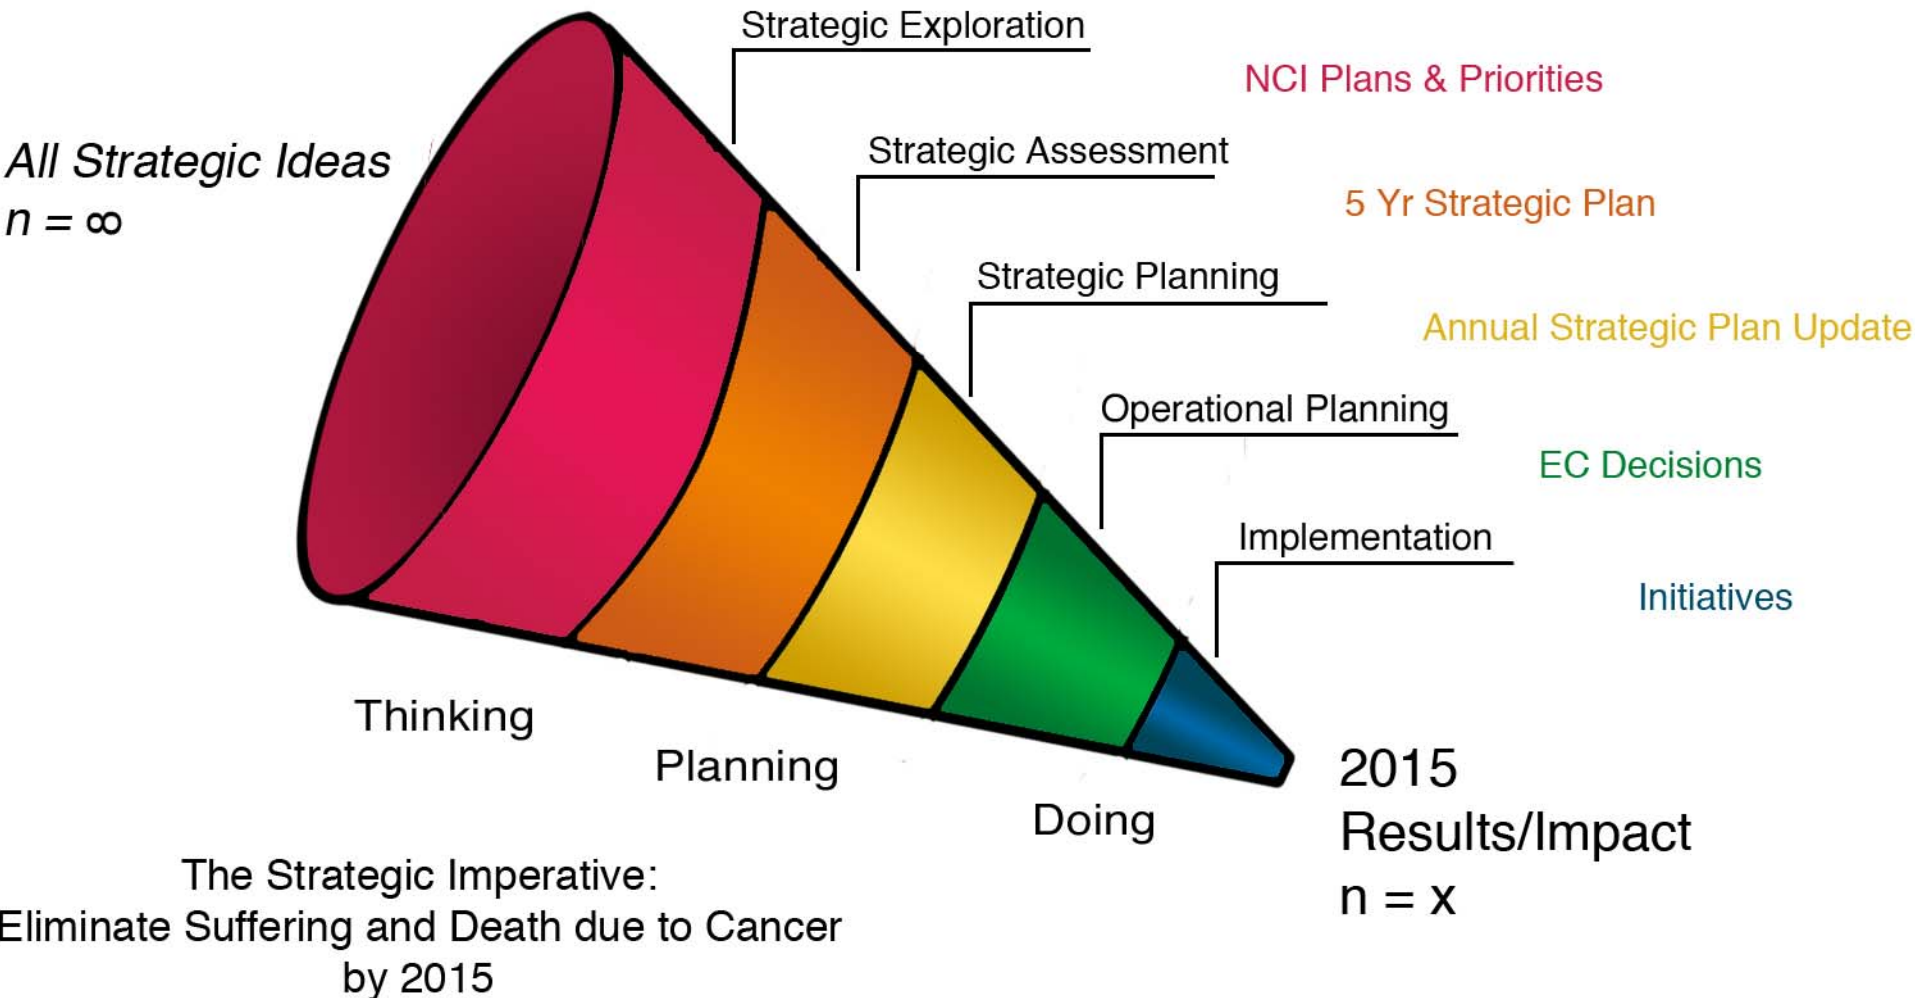 Strategic Exploration
NCI Plans & Priorities
All Strategic Ideas
n = ∞
Strategic Assessment
5 Yr Strategic Plan
Strategic Planning
Annual Strategic Plan Update
Operational Planning
EC Decisions
Implementation
Initiatives
Thinking
Planning
Doing
2015
Results/Impact
n = x
The Strategic Imperative:
Eliminate Suffering and Death due to Cancer
by 2015